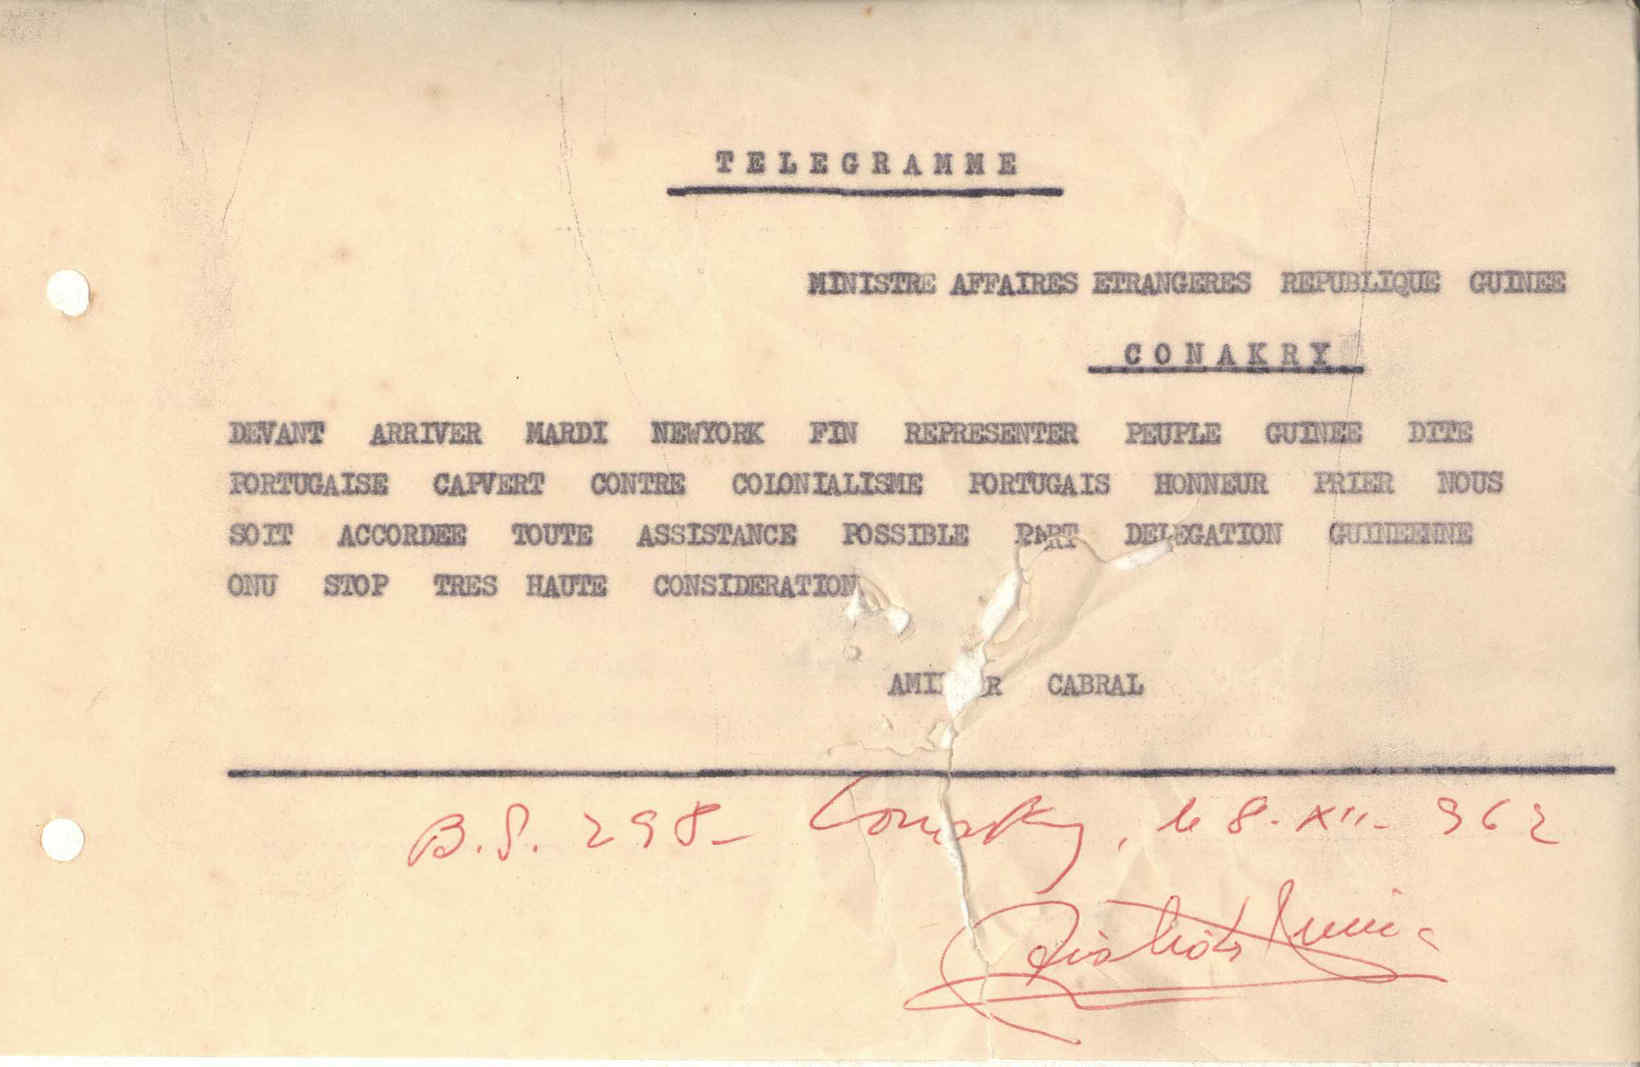 TELEGRAMME
MINISTRE AFFAIRES ETRANGERES REPUBLIQUE GUINEE
CONAKRY
DEVANT ARRIVER MARDI NEWYORK FIN REPRESENTER PEUPLE GUINEE DITE
PORTUGAISE CAPVERT CONTRE COLONIALISME PORTUGAIS HONNEUR PRIER NOUS
SOIT ACCORDEE TOUTE ASSISTANCE POSSIBLE PART DELEGATION GUINEENNE
ONU STOP TRES HAUTE CONSIDERATION
CABRAL
B.S. 298- Conakry, le 8-XII- 962